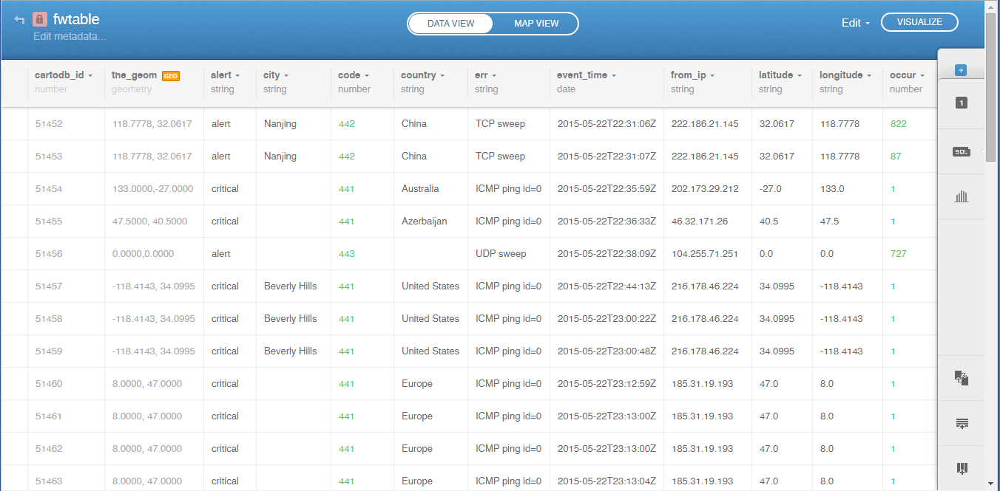 fwtable
Edit metadata...
DATA VIEW MAP VIEW
Edit VISUALIZE
cartodb_id the_geom GEO alert city code country err event_time from_ip latitude longitude occur
number geometry string string number string string date string string string number
51452 118.7778, 32.0617 alert Nanjing 442 China TCP sweep 2015-05-22T22:31:06Z 222.186.21.145 32.0617 118.7778 822
51453 118.7778, 32.0617 alert Nanjing 442 China TCP sweep 2015-05-22T22:31:07Z 222.186.21.145 32.0617 118.7778 87
51454 133.0000,-27.0000 critical 441 Australia ICMP ping id=0 2015-05-22T22:35:59Z 202.173.29.212 -27.0 133.0 1
51455 47.5000, 40.5000 critical 441 Azerbaijan ICMP ping id=0 2015-05-22T22:36:33Z 46.32.171.26 40.5 47.5 1
51456 0.0000,0.0000 alert 443 UDP sweep 2015-05-22T22:38:09Z 104.255.71.251 0.0 0.0 727
51457 -118.4143, 34.0995 critical Beverly Hills 441 United States ICMP ping id=0 2015-05-22T22:44:13Z 216.178.46.224 34.0995 -118.4143 1
51458 -118.4143, 34.0995 critical Beverly Hills 441 United States ICMP ping id=0 2015-05-22T23:00:22Z 216.178.46.224 34.0995 -118.4143 1
51459 -118.4143, 34.0995 critical Beverly Hills 441 United States ICMP ping id=0 2015-05-22T23:00:48Z 216.178.46.224 34.0995 -118.4143 1
51460 8.0000, 47.0000 critical 441 Europe ICMP ping id=0 2015-05-22T23:12:59Z 185.31.19.193 47.0 8.0 1
51461 8.0000, 47.0000 critical 441 Europe ICMP ping id=0 2015-05-22T23:13:00Z 185.31.19.193 47.0 8.0 1
51462 8.0000, 47.0000 critical 441 Europe ICMP ping id=0 2015-05-22T23:13:00Z 185.31.19.193 47.0 8.0 1
51463 8.0000, 47.0000 critical 441 Europe ICMP ping id=0 2015-05-22T23:13:04Z 185.31.19.193 47.0 8.0 1
1
SQL